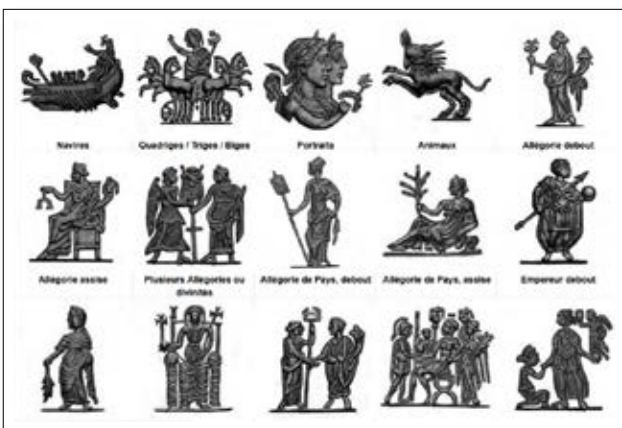 Navires
Quadriges / Triges / Biges
Portraits
Animaux
Allégorie debout
Allégorie assise
Plusieurs Allégories ou
divinités
Allégorie de Pays, debout
Allégorie de Pays, assise
Empereur debout